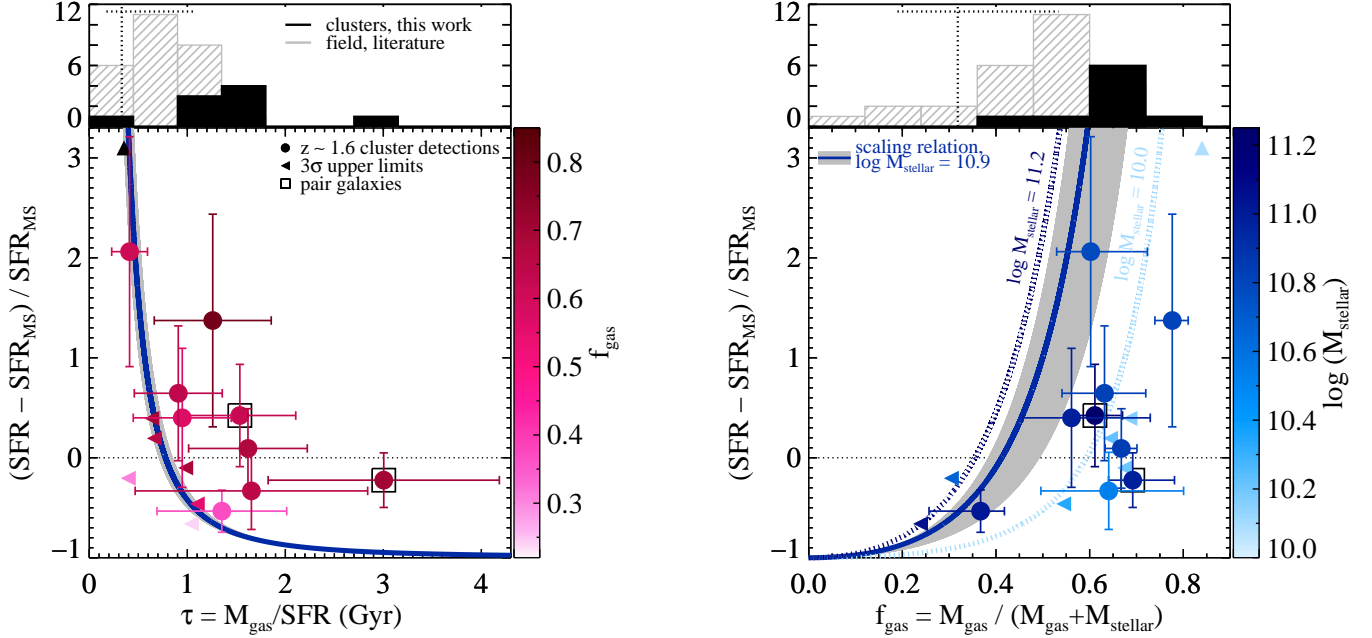 12
6
0
clusters, this work
field, literature
3
2
1
0
−1
(SFR − SFR_MS) / SFR_MS
z ~ 1.6 cluster detections
3σ upper limits
pair galaxies
0 1 2 3 4
τ = M_gas/SFR (Gyr)
0.8
0.7
0.6
0.5
0.4
0.3
f_gas
12
6
0
3
2
1
0
−1
(SFR − SFR_MS) / SFR_MS
scaling relation,
log M_stellar = 10.9
log M_stellar = 11.2
log M_stellar = 10.0
0.0 0.2 0.4 0.6 0.8
f_gas = M_gas / (M_gas+M_stellar)
11.2
11.0
10.8
10.6
10.4
10.2
10.0
log (M_stellar)